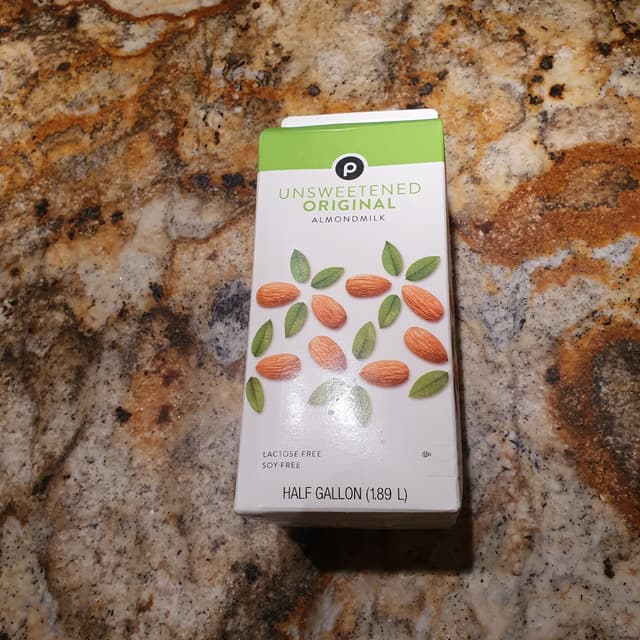 P
UNSWEETENED
ORIGINAL
ALMONDMILK
LACTOSE FREE
SOY-FREE
HALF GALLON (1.89 L)